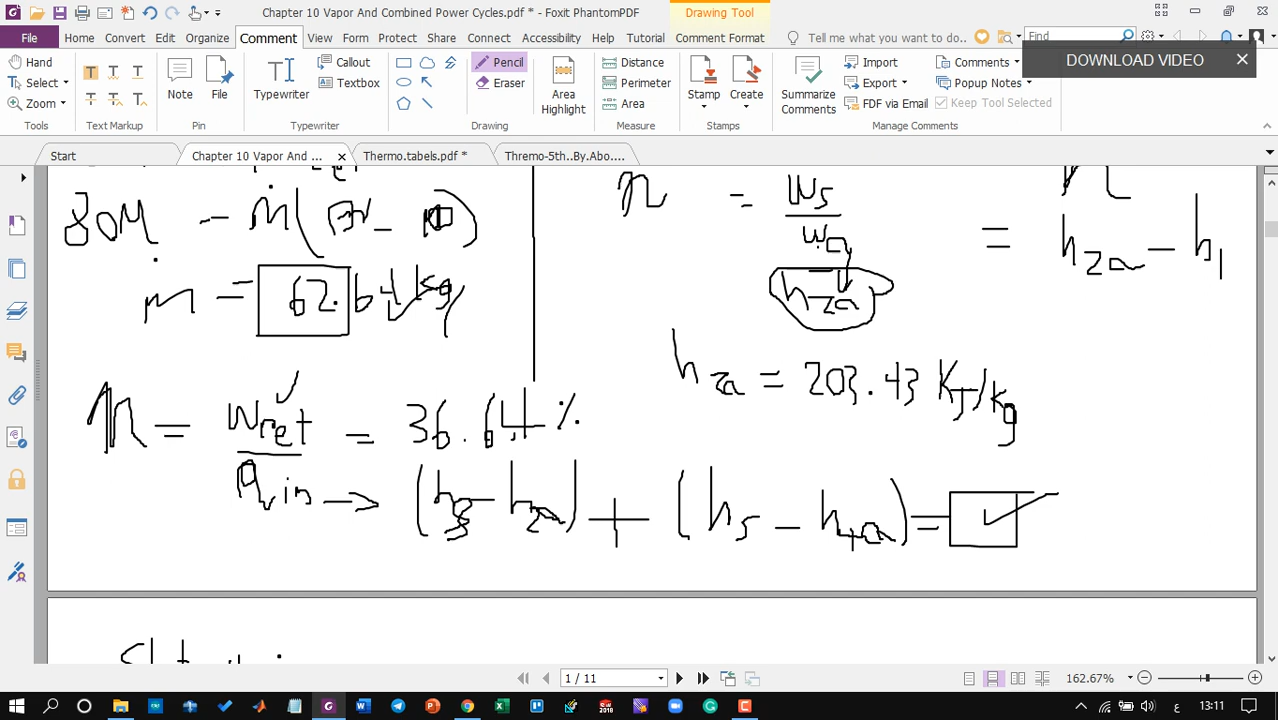 Chapter 10 Vapor And Combined Power Cycles.pdf * - Foxit PhantomPDF
Drawing Tool
File Home Convert Edit Organize Comment View Form Protect Share Connect Accessibility Help Tutorial Comment Format Tell me what you want to do... Find
DOWNLOAD VIDEO
Hand
Select
Zoom
Tools
Text Markup
Note
File
Pin
Typewriter
Callout
Textbox
Typewriter
Pencil
Eraser
Drawing
Area Highlight
Distance
Perimeter
Area
Measure
Stamp
Create
Stamps
Summarize Comments
Import
Export
FDF via Email
Comments
Popup Notes
Keep Tool Selected
Manage Comments
Start
Chapter 10 Vapor And ...
Thermo.tabels.pdf *
Thremo-5th..By.Abo....
80M = ṁ(
ṁ = 62.64 kg
n = ws / wa
h2a
= h2a - h1
h2a = 203.43 KJ/kg
n = wnet / qin = 36.64 %
→ (h3 - h2a) + (h5 - h4a) =
1 / 11
162.67%
13:11